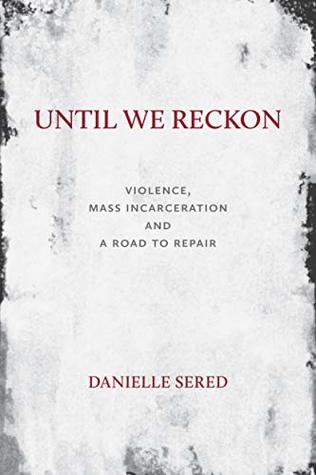 UNTIL WE RECKON
VIOLENCE,
MASS INCARCERATION
AND
A ROAD TO REPAIR
DANIELLE SERED